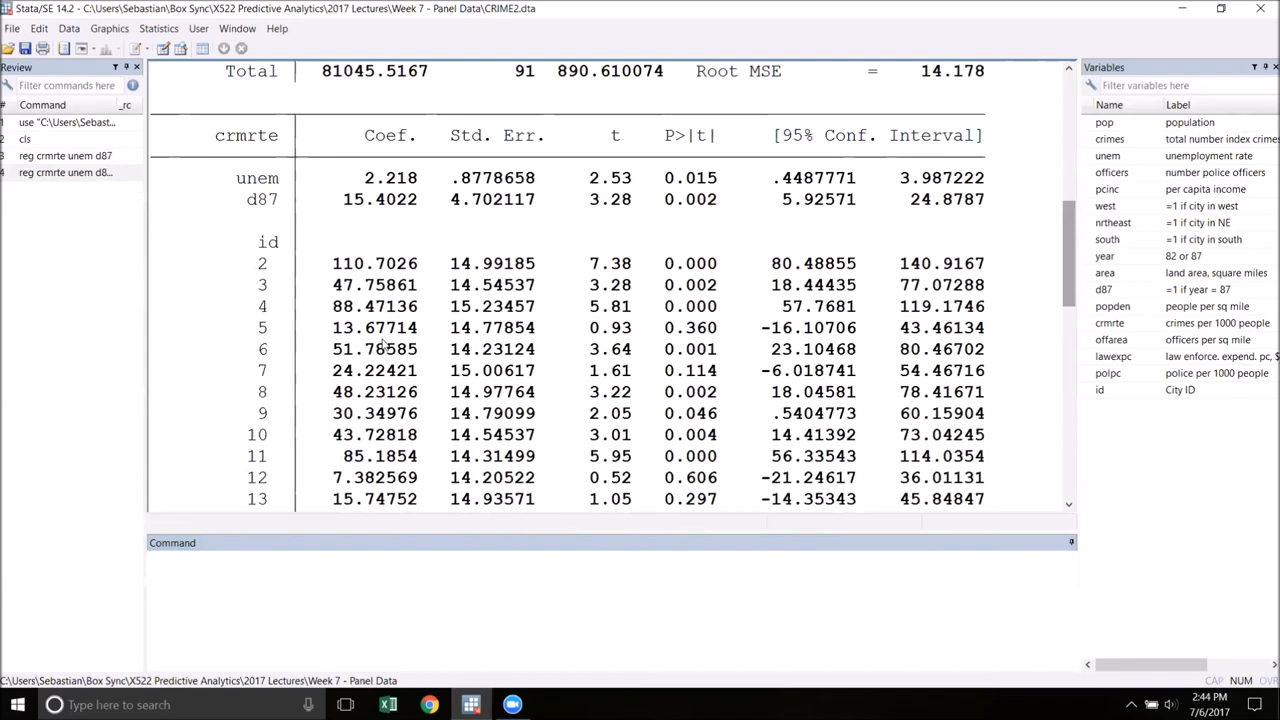 Stata/SE 14.2 - C:\Users\Sebastian\Box Sync\X522 Predictive Analytics\2017 Lectures\Week 7 - Panel Data\CRIME2.dta
File Edit Data Graphics Statistics User Window Help
Review
Filter commands here
# Command _rc
1 use "C:\Users\Sebast...
2 cls
3 reg crmrte unem d87
4 reg crmrte unem d8...
Total 81045.5167 91 890.610074 Root MSE = 14.178
crmrte Coef. Std. Err. t P>|t| [95% Conf. Interval]
unem 2.218 .8778658 2.53 0.015 .4487771 3.987222
d87 15.4022 4.702117 3.28 0.002 5.92571 24.8787
id
2 110.7026 14.99185 7.38 0.000 80.48855 140.9167
3 47.75861 14.54537 3.28 0.002 18.44435 77.07288
4 88.47136 15.23457 5.81 0.000 57.7681 119.1746
5 13.67714 14.77854 0.93 0.360 -16.10706 43.46134
6 51.78585 14.23124 3.64 0.001 23.10468 80.46702
7 24.22421 15.00617 1.61 0.114 -6.018741 54.46716
8 48.23126 14.97764 3.22 0.002 18.04581 78.41671
9 30.34976 14.79099 2.05 0.046 .5404773 60.15904
10 43.72818 14.54537 3.01 0.004 14.41392 73.04245
11 85.1854 14.31499 5.95 0.000 56.33543 114.0354
12 7.382569 14.20522 0.52 0.606 -21.24617 36.01131
13 15.74752 14.93571 1.05 0.297 -14.35343 45.84847
Command
Variables
Filter variables here
Name Label
pop population
crimes total number index crimes
unem unemployment rate
officers number police officers
pcinc per capita income
west =1 if city in west
nrtheast =1 if city in NE
south =1 if city in south
year 82 or 87
area land area, square miles
d87 =1 if year = 87
popden people per sq mile
crmrte crimes per 1000 people
offarea officers per sq mile
lawexpc law enforce. expend. pc, $
polpc police per 1000 people
id City ID
C:\Users\Sebastian\Box Sync\X522 Predictive Analytics\2017 Lectures\Week 7 - Panel Data
CAP NUM OVR
Type here to search
2:44 PM
7/6/2017